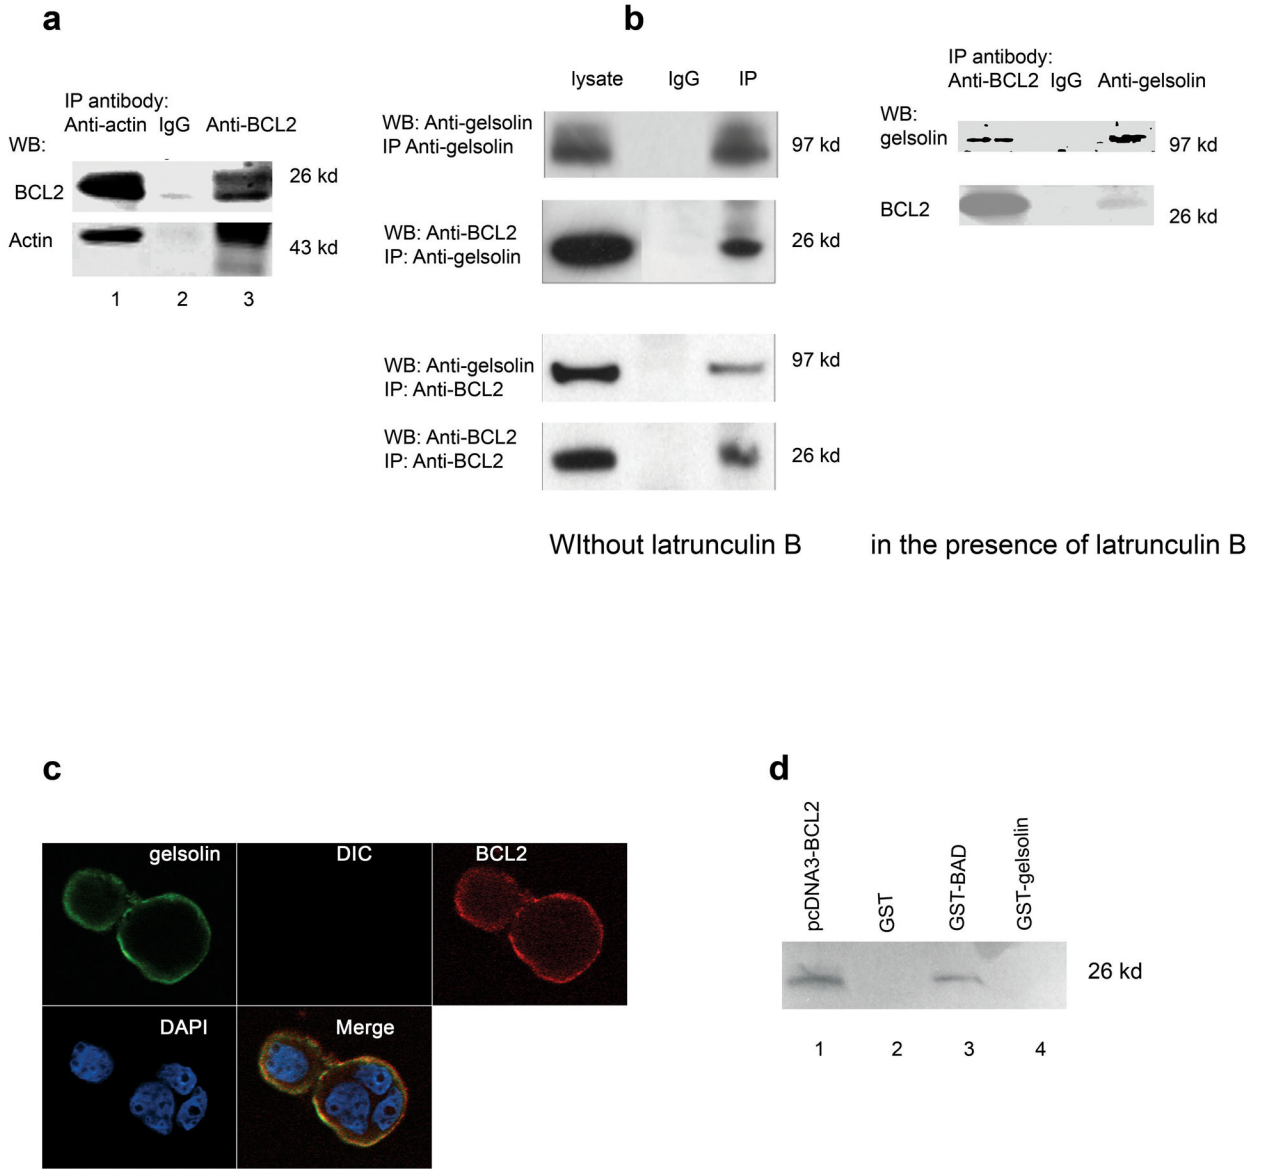 a
IP antibody:
Anti-actin IgG Anti-BCL2
WB:
BCL2
26 kd
Actin
43 kd
1 2 3
b
lysate IgG IP
WB: Anti-gelsolin
IP Anti-gelsolin
97 kd
WB: Anti-BCL2
IP: Anti-gelsolin
26 kd
WB: Anti-gelsolin
IP: Anti-BCL2
97 kd
WB: Anti-BCL2
IP: Anti-BCL2
26 kd
WIthout latrunculin B
IP antibody:
Anti-BCL2 IgG Anti-gelsolin
WB:
gelsolin
97 kd
BCL2
26 kd
in the presence of latrunculin B
c
gelsolin DIC BCL2
DAPI Merge
d
pcDNA3-BCL2
GST
GST-BAD
GST-gelsolin
26 kd
1 2 3 4